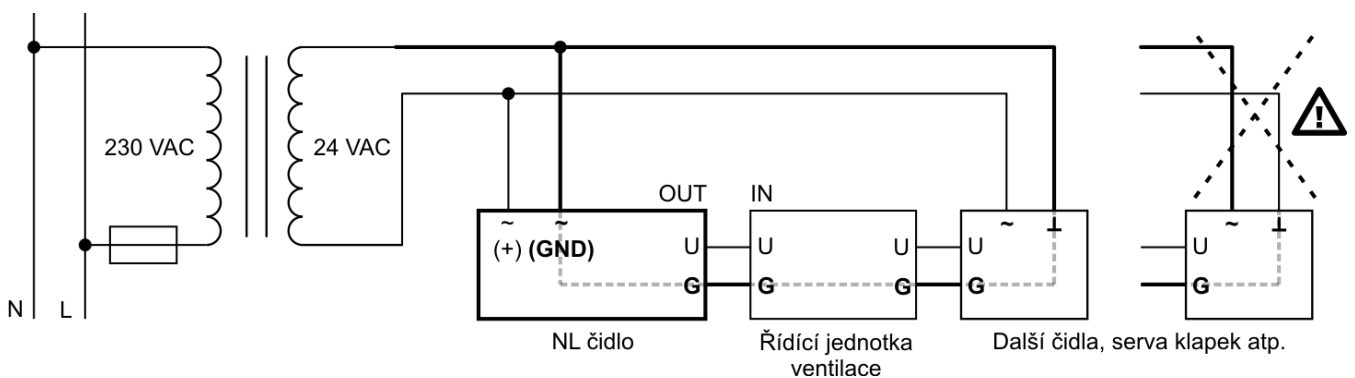 230 VAC
24 VAC
OUT
IN
~
~
~
⊥
~
⊥
(+) (GND)
U
U
U
U
U
G
G
G
G
G
N
L
NL čidlo
Řídící jednotka
ventilace
Další čidla, serva klapek atp.
!